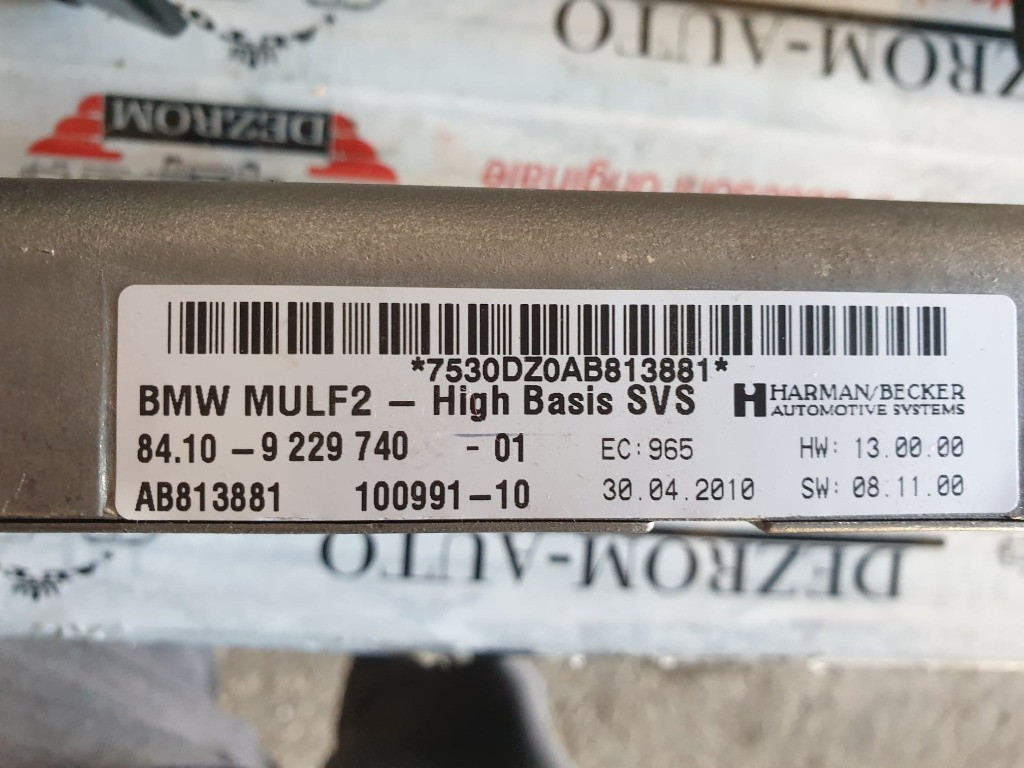 DEZROM-AUTO
DEZROM
originale
*7530DZ0AB813881*
BMW MULF2 – High Basis SVS
HARMAN/BECKER
AUTOMOTIVE SYSTEMS
84.10 – 9 229 740 - 01
EC: 965
HW: 13.00.00
AB813881 100991–10
30.04.2010
SW: 08.11.00
DEZROM-AUTO